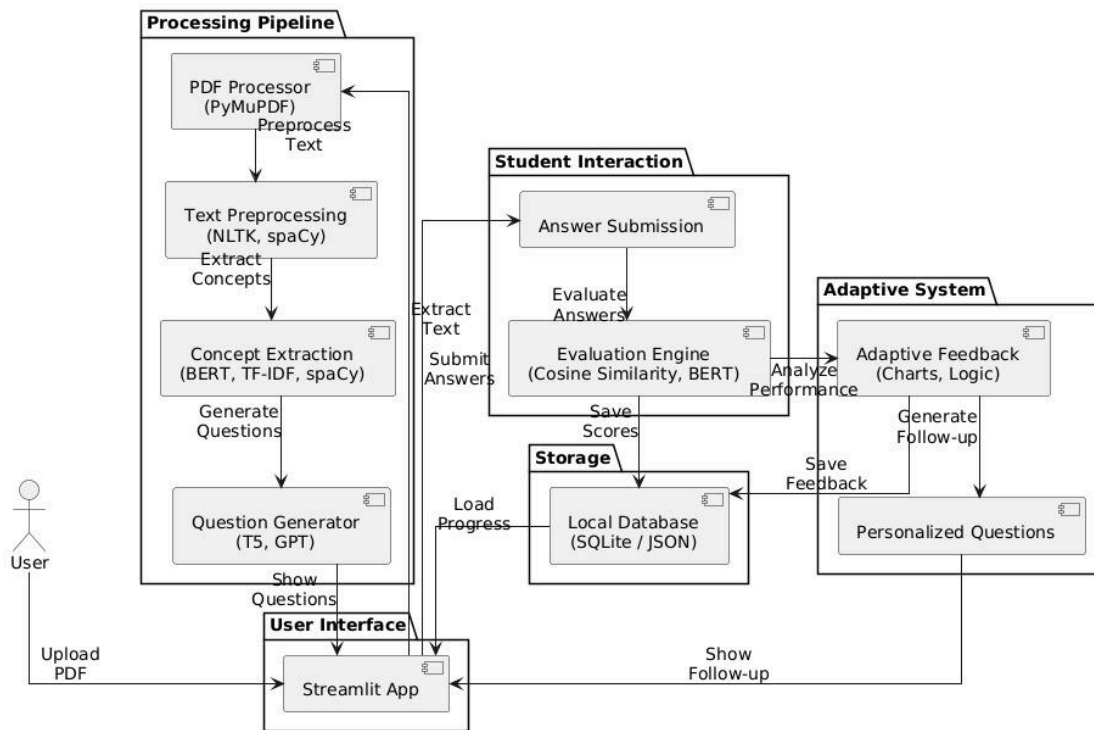 Processing Pipeline
PDF Processor
(PyMuPDF)
Preprocess
Text
Text Preprocessing
(NLTK, spaCy)
Extract
Concepts
Concept Extraction
(BERT, TF-IDF, spaCy)
Generate
Questions
Question Generator
(T5, GPT)
Show
Questions
User
Upload
PDF
User Interface
Streamlit App
Extract
Text
Submit
Answers
Student Interaction
Answer Submission
Evaluate
Answers
Evaluation Engine
(Cosine Similarity, BERT)
Analyze
Performance
Save
Scores
Storage
Local Database
(SQLite / JSON)
Load
Progress
Adaptive System
Adaptive Feedback
(Charts, Logic)
Generate
Follow-up
Save
Feedback
Personalized Questions
Show
Follow-up